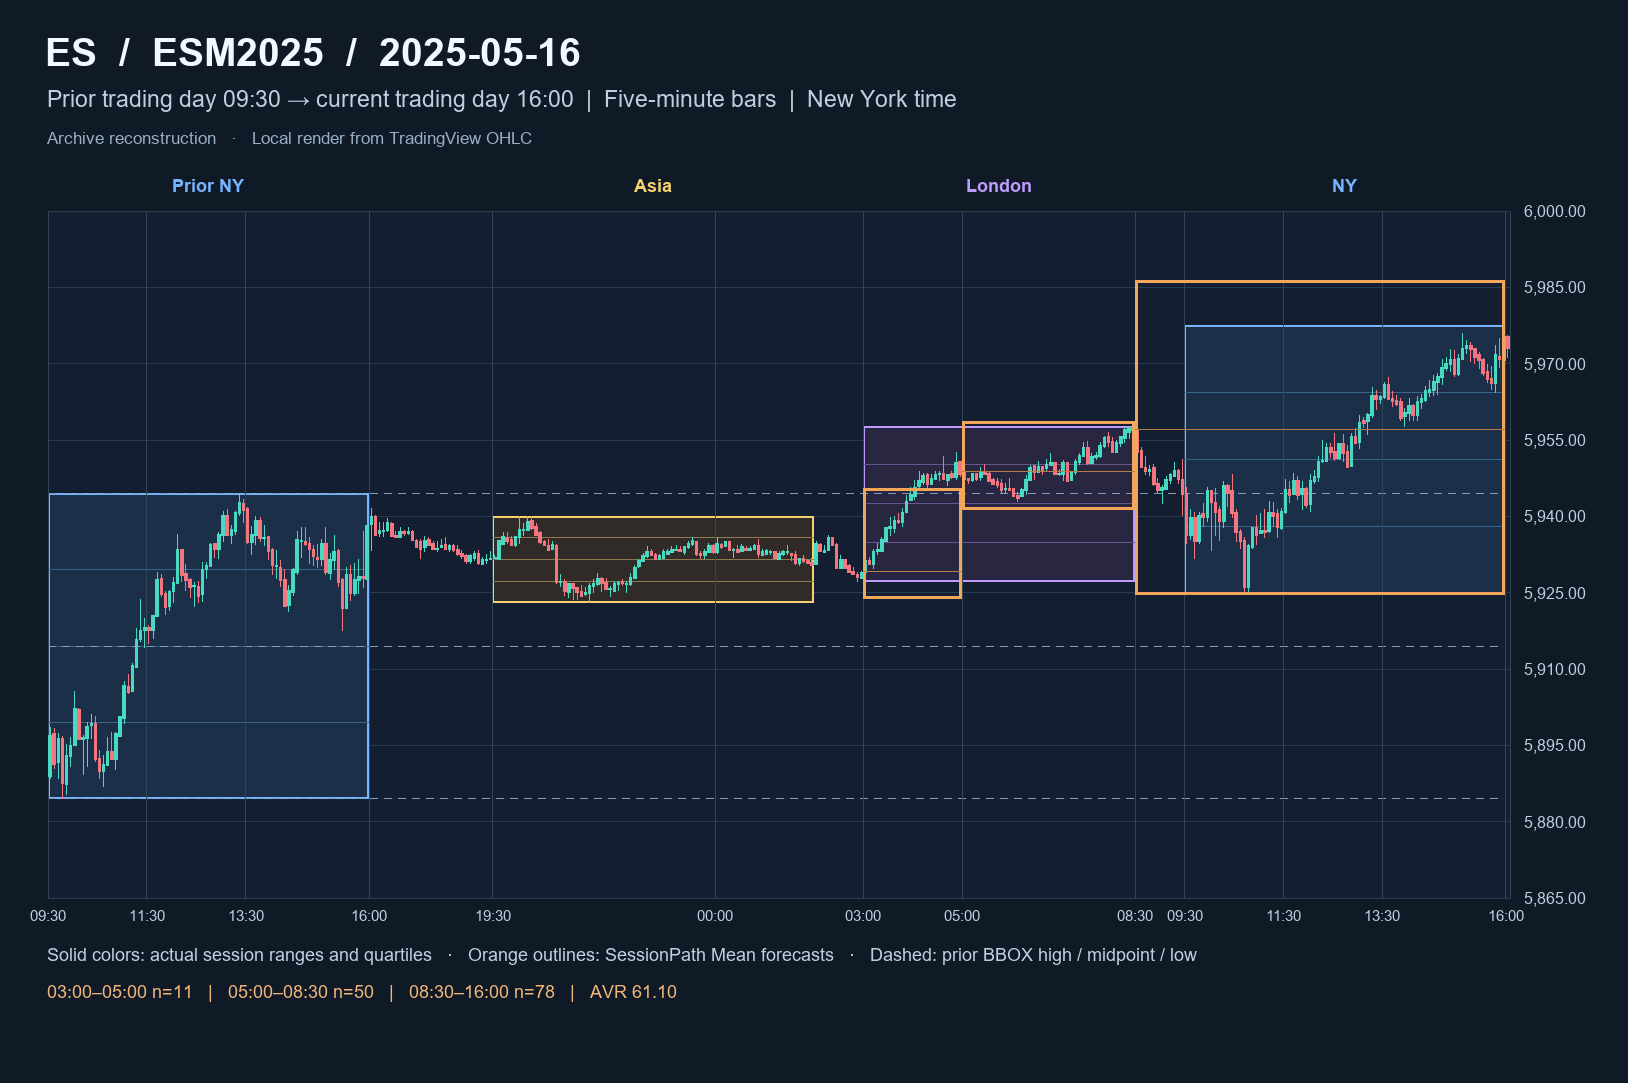 ES / ESM2025 / 2025-05-16
Prior trading day 09:30 → current trading day 16:00 | Five-minute bars | New York time
Archive reconstruction · Local render from TradingView OHLC
Prior NY Asia London NY
6,000.00
5,985.00
5,970.00
5,955.00
5,940.00
5,925.00
5,910.00
5,895.00
5,880.00
5,865.00
09:30 11:30 13:30 16:00 19:30 00:00 03:00 05:00 08:30 09:30 11:30 13:30 16:00
Solid colors: actual session ranges and quartiles · Orange outlines: SessionPath Mean forecasts · Dashed: prior BBOX high / midpoint / low
03:00–05:00 n=11 | 05:00–08:30 n=50 | 08:30–16:00 n=78 | AVR 61.10